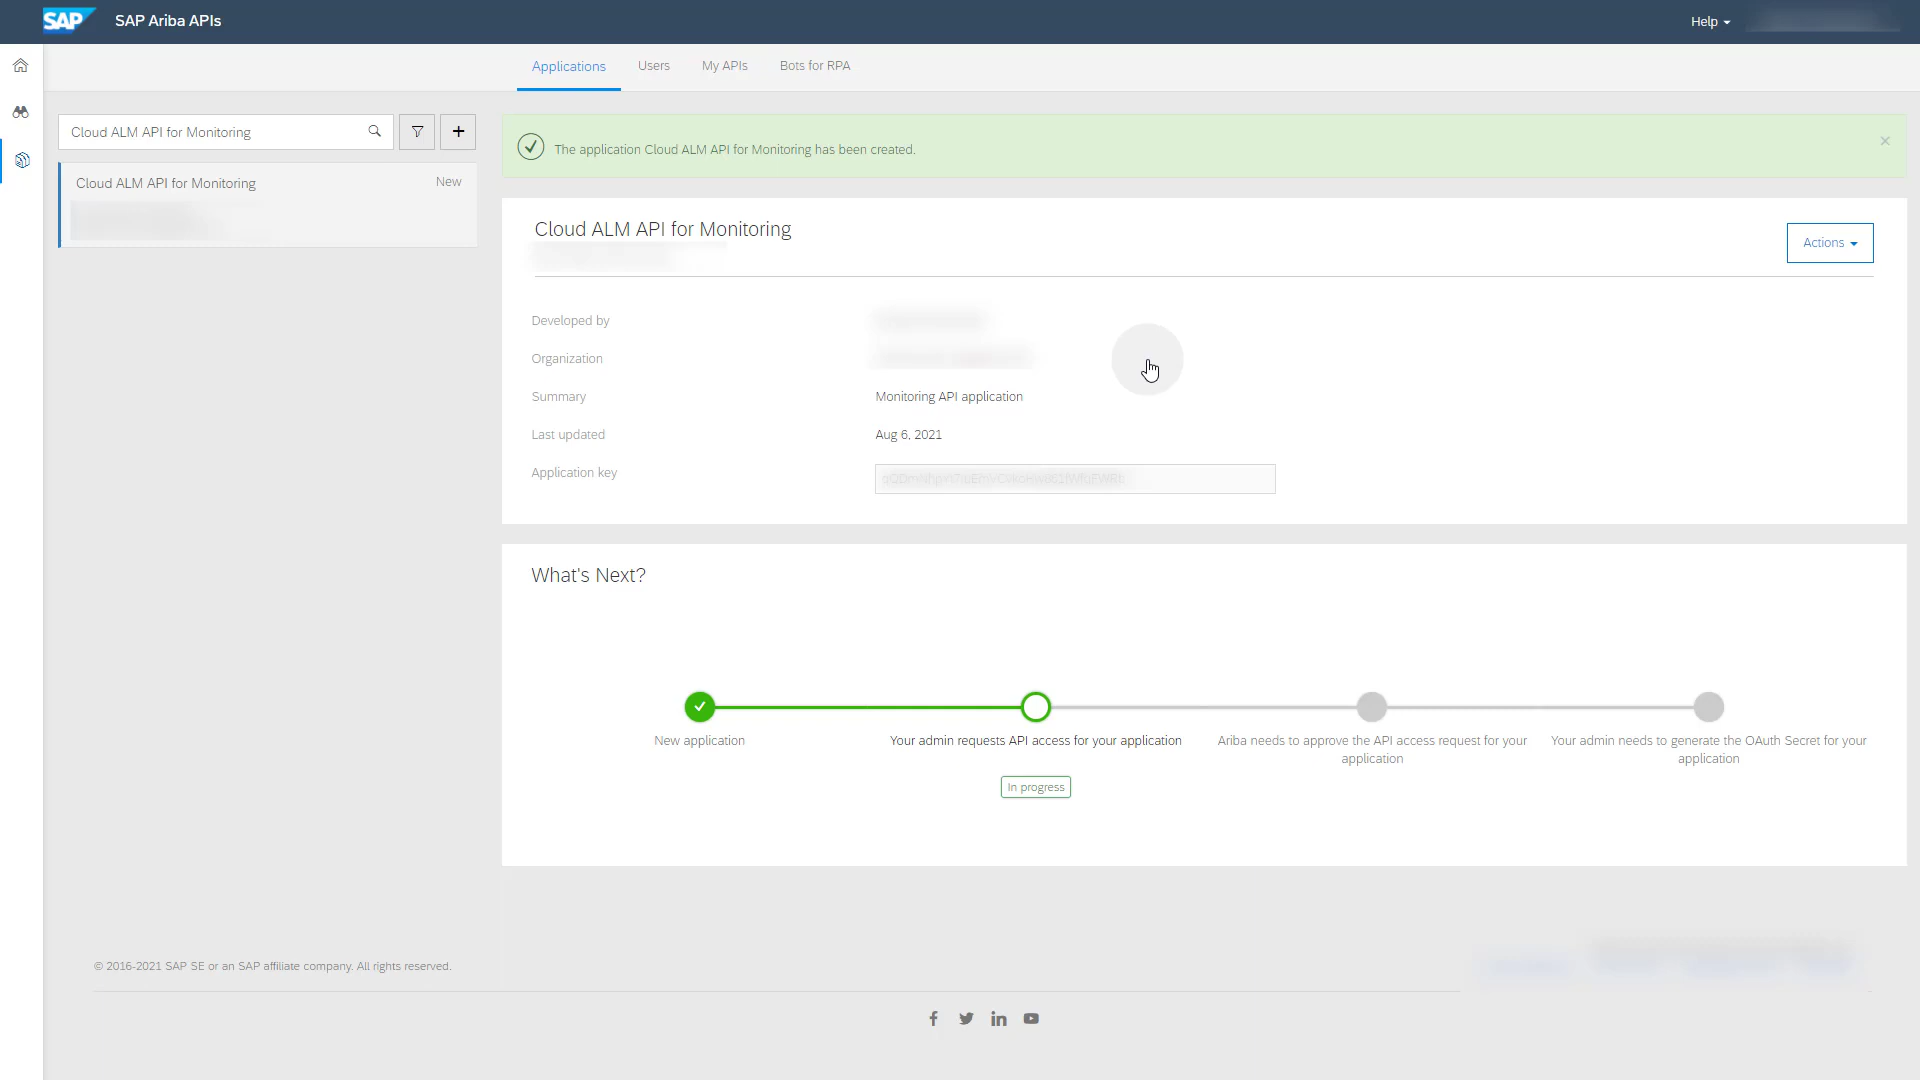 SAP
SAP Ariba APIs
Help
Applications
Users
My APIs
Bots for RPA
Cloud ALM API for Monitoring
Cloud ALM API for Monitoring
New
The application Cloud ALM API for Monitoring has been created.
Cloud ALM API for Monitoring
Actions
Developed by
Organization
Summary
Monitoring API application
Last updated
Aug 6, 2021
Application key
What's Next?
New application
Your admin requests API access for your application
In progress
Ariba needs to approve the API access request for your
application
Your admin needs to generate the OAuth Secret for your
application
© 2016-2021 SAP SE or an SAP affiliate company. All rights reserved.